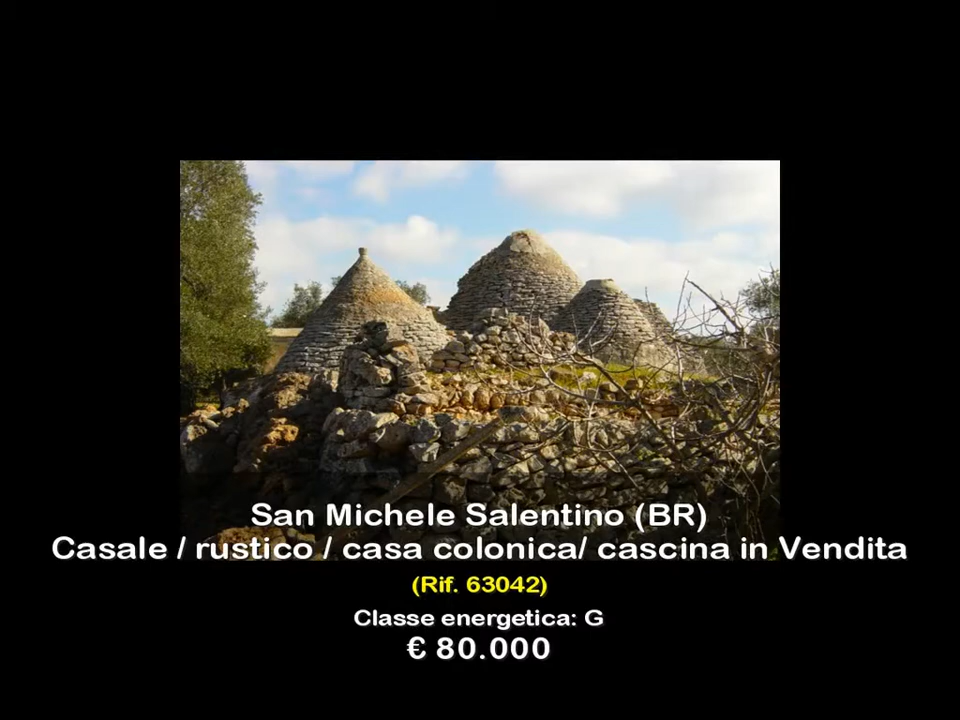 San Michele Salentino (BR)
Casale / rustico / casa colonica/ cascina in Vendita
(Rif. 63042)
Classe energetica: G
€ 80.000